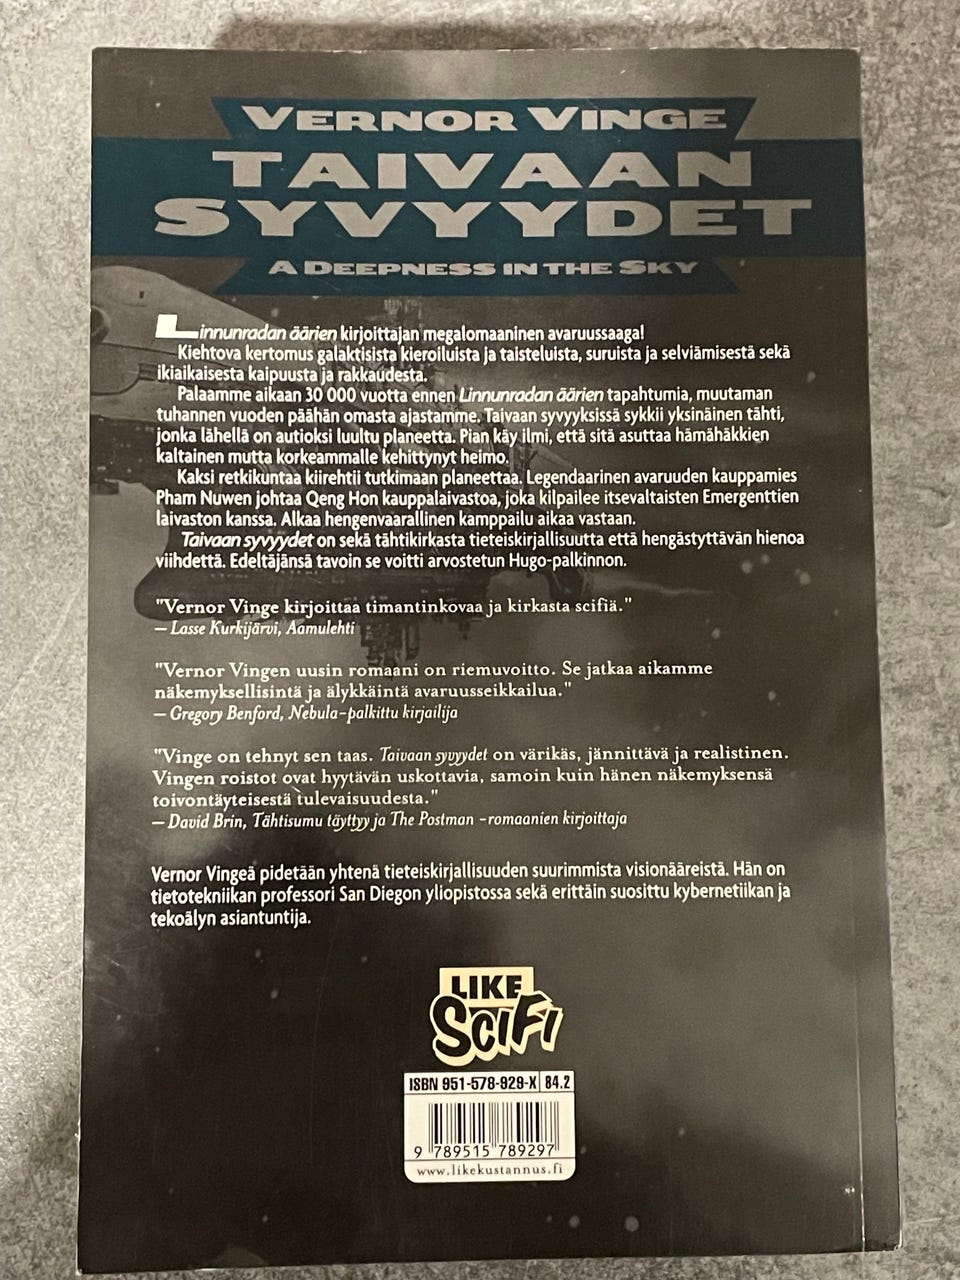 VERNOR VINGE
TAIVAAN
SYVYYDET
A DEEPNESS IN THE SKY
Linnunradan äärien kirjoittajan megalomaaninen avaruussaaga!
Kiehtova kertomus galaktisista kieroiluista ja taisteluista, suruista ja selviämisestä sekä
ikiaikaisesta kaipuusta ja rakkaudesta.
Palaamme aikaan 30 000 vuotta ennen Linnunradan äärien tapahtumia, muutaman
tuhannen vuoden päähän omasta ajastamme. Taivaan syvyyksissä sykkii yksinäinen tähti,
jonka lähellä on autioksi luultu planeetta. Pian käy ilmi, että sitä asuttaa hämähäkkien
kaltainen mutta korkeammalle kehittynyt heimo.
Kaksi retkikuntaa kiirehtii tutkimaan planeettaa. Legendaarinen avaruuden kauppamies
Pham Nuwen johtaa Qeng Hon kauppalaivastoa, joka kilpailee itsevaltaisten Emergenttien
laivaston kanssa. Alkaa hengenvaarallinen kamppailu aikaa vastaan.
Taivaan syvyydet on sekä tähtikirkasta tieteiskirjallisuutta että hengästyttävän hienoa
viihdettä. Edeltäjänsä tavoin se voitti arvostetun Hugo-palkinnon.
"Vernor Vinge kirjoittaa timantinkovaa ja kirkasta scifiä."
– Lasse Kurkijärvi, Aamulehti
"Vernor Vingen uusin romaani on riemuvoitto. Se jatkaa aikamme
näkemyksellisintä ja älykkäintä avaruusseikkailua."
– Gregory Benford, Nebula-palkittu kirjailija
"Vinge on tehnyt sen taas. Taivaan syvyydet on värikäs, jännittävä ja realistinen.
Vingen roistot ovat hyytävän uskottavia, samoin kuin hänen näkemyksensä
toivontäyteisestä tulevaisuudesta."
– David Brin, Tähtisumu täyttyy ja The Postman -romaanien kirjoittaja
Vernor Vingeä pidetään yhtenä tieteiskirjallisuuden suurimmista visionääreistä. Hän on
tietotekniikan professori San Diegon yliopistossa sekä erittäin suosittu kybernetiikan ja
tekoälyn asiantuntija.
LIKE
SCIFI
ISBN 951-578-929-X 84.2
9 789515 789297
www.likekustannus.fi